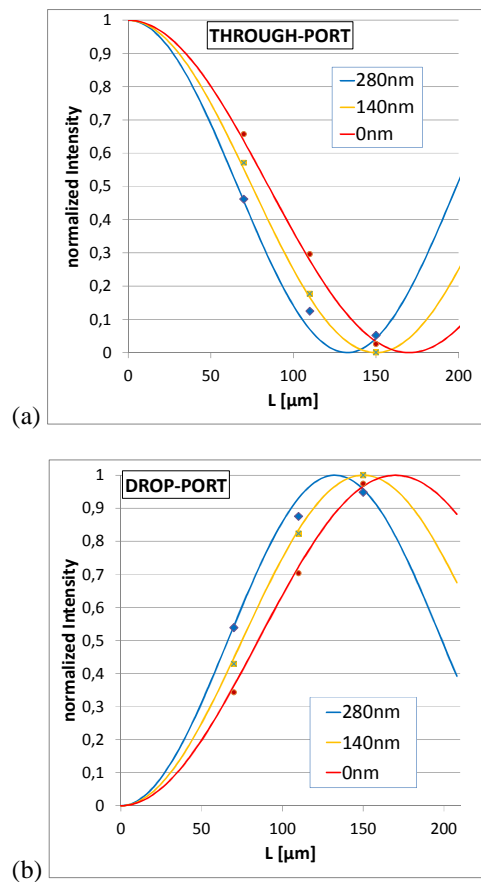 1
THROUGH-PORT
0,9
0,8
280nm
0,7
140nm
0,6
0nm
0,5
0,4
0,3
0,2
0,1
0
0 50 100 150 200
L [µm]
normalized Intensity
(a)
1
DROP-PORT
0,9
0,8
0,7
0,6
0,5
0,4
0,3
280nm
0,2
140nm
0,1
0nm
0
0 50 100 150 200
L [µm]
normalized Intensity
(b)